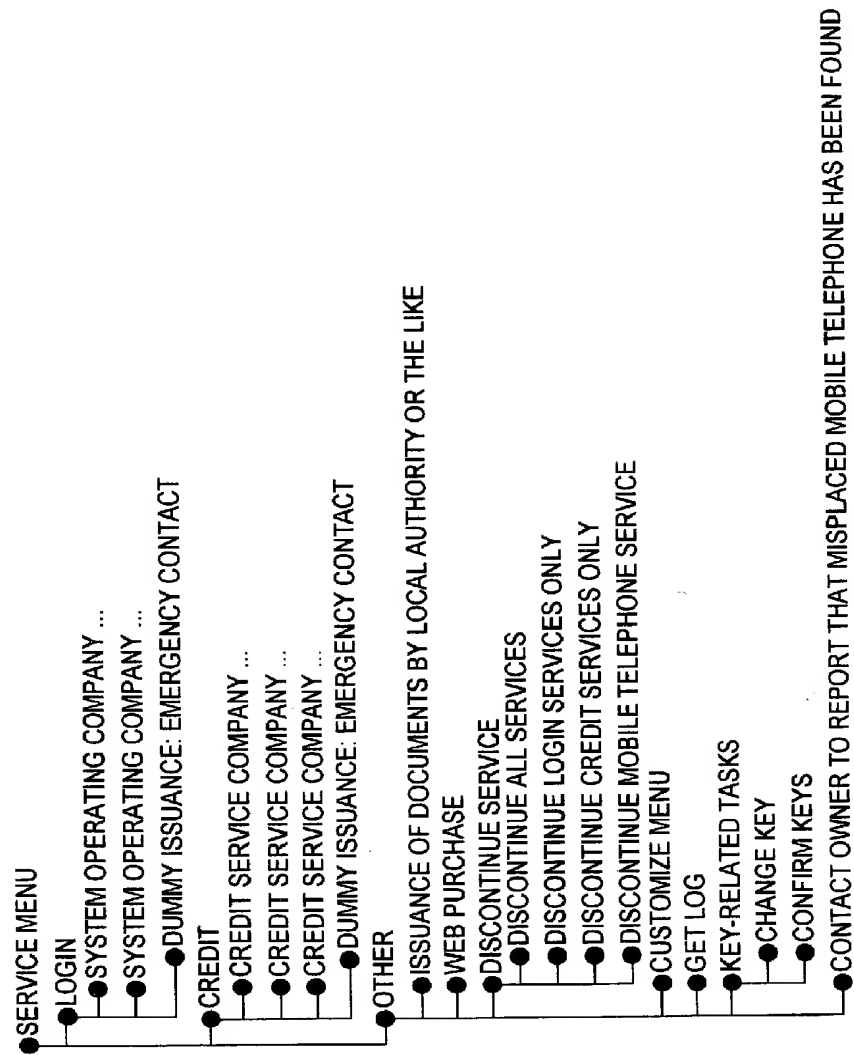 SERVICE MENU
LOGIN
SYSTEM OPERATING COMPANY ...
SYSTEM OPERATING COMPANY ...
DUMMY ISSUANCE: EMERGENCY CONTACT
CREDIT
CREDIT SERVICE COMPANY ...
CREDIT SERVICE COMPANY ...
CREDIT SERVICE COMPANY ...
DUMMY ISSUANCE: EMERGENCY CONTACT
OTHER
ISSUANCE OF DOCUMENTS BY LOCAL AUTHORITY OR THE LIKE
WEB PURCHASE
DISCONTINUE SERVICE
DISCONTINUE ALL SERVICES
DISCONTINUE LOGIN SERVICES ONLY
DISCONTINUE CREDIT SERVICES ONLY
DISCONTINUE MOBILE TELEPHONE SERVICE
CUSTOMIZE MENU
GET LOG
KEY-RELATED TASKS
CHANGE KEY
CONFIRM KEYS
CONTACT OWNER TO REPORT THAT MISPLACED MOBILE TELEPHONE HAS BEEN FOUND